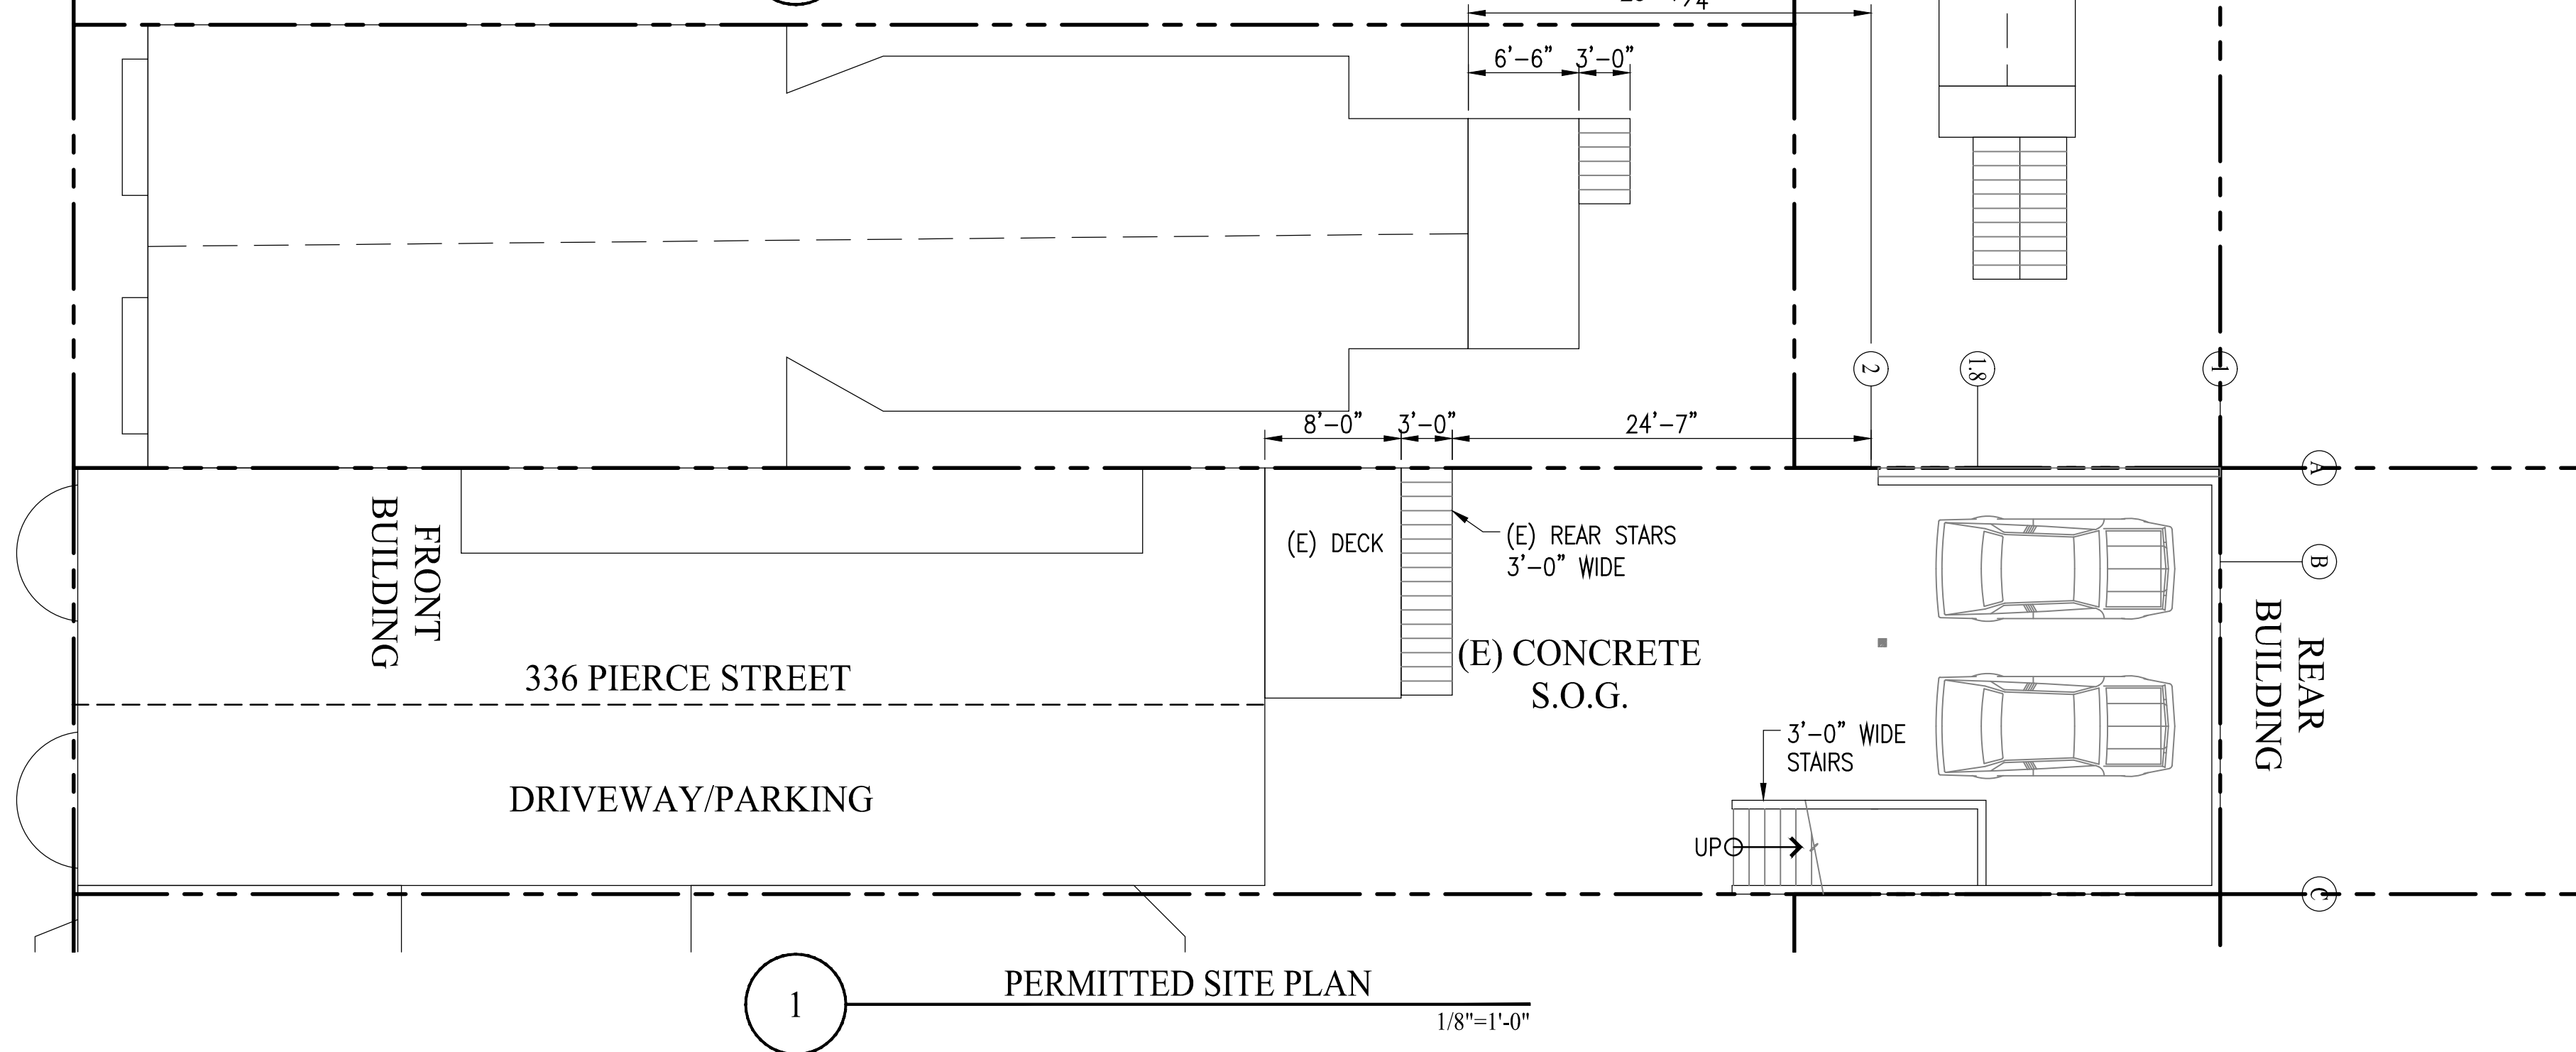 6'-6" 3'-0"
2
1.8
1
8'-0" 3'-0" 24'-7"
A
B
C
FRONT
BUILDING
(E) DECK
(E) REAR STARS
3'-0" WIDE
336 PIERCE STREET
(E) CONCRETE
S.O.G.
REAR
BUILDING
3'-0" WIDE
STAIRS
DRIVEWAY/PARKING
UP
1
PERMITTED SITE PLAN
1/8"=1'-0"